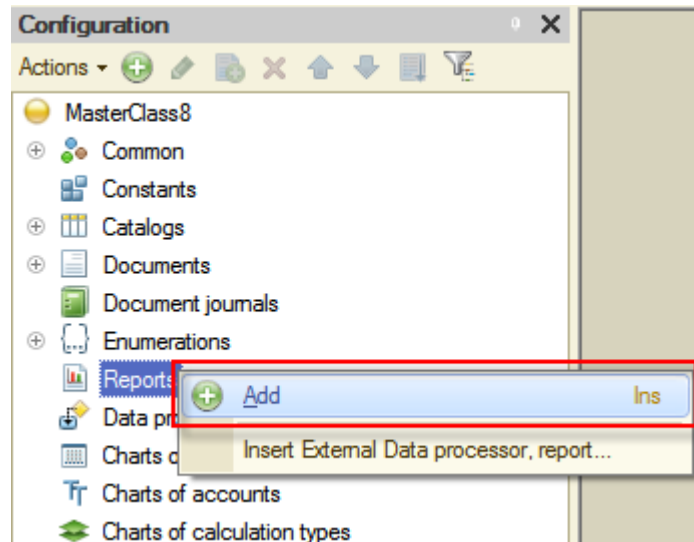 Configuration
Actions
MasterClass8
Common
Constants
Catalogs
Documents
Document journals
Enumerations
Reports
Add Ins
Data pr
Insert External Data processor, report...
Charts o
Charts of accounts
Charts of calculation types